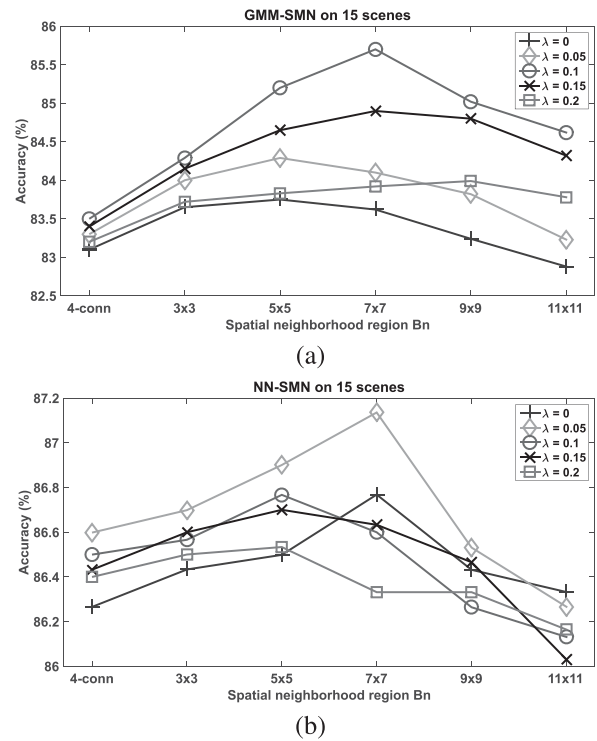 GMM-SMN on 15 scenes
86
85.5
85
84.5
84
83.5
83
82.5
Accuracy (%)
λ = 0
λ = 0.05
λ = 0.1
λ = 0.15
λ = 0.2
4-conn 3x3 5x5 7x7 9x9 11x11
Spatial neighborhood region Bn
(a)
NN-SMN on 15 scenes
87.2
87
86.8
86.6
86.4
86.2
86
Accuracy (%)
λ = 0
λ = 0.05
λ = 0.1
λ = 0.15
λ = 0.2
4-conn 3x3 5x5 7x7 9x9 11x11
Spatial neighborhood region Bn
(b)